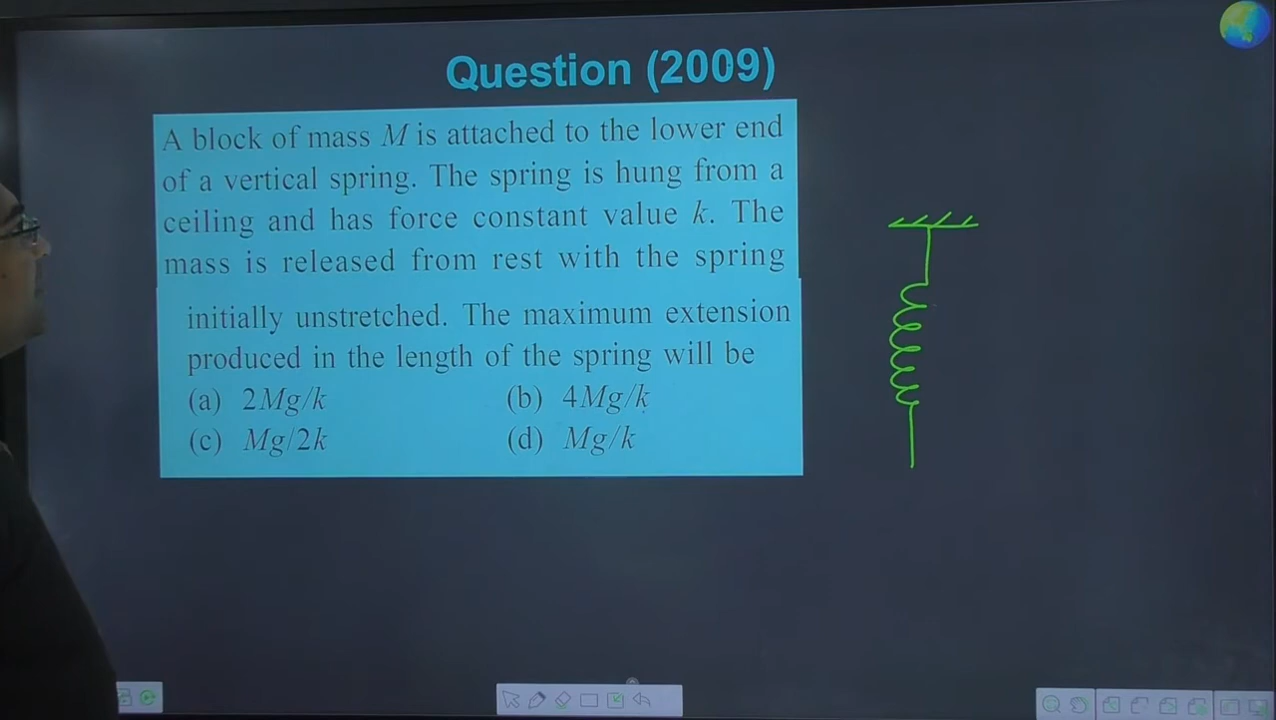 Question (2009)
A block of mass M is attached to the lower end
of a vertical spring. The spring is hung from a
ceiling and has force constant value k. The
mass is released from rest with the spring
initially unstretched. The maximum extension
produced in the length of the spring will be
(a) 2Mg/k (b) 4Mg/k
(c) Mg/2k (d) Mg/k